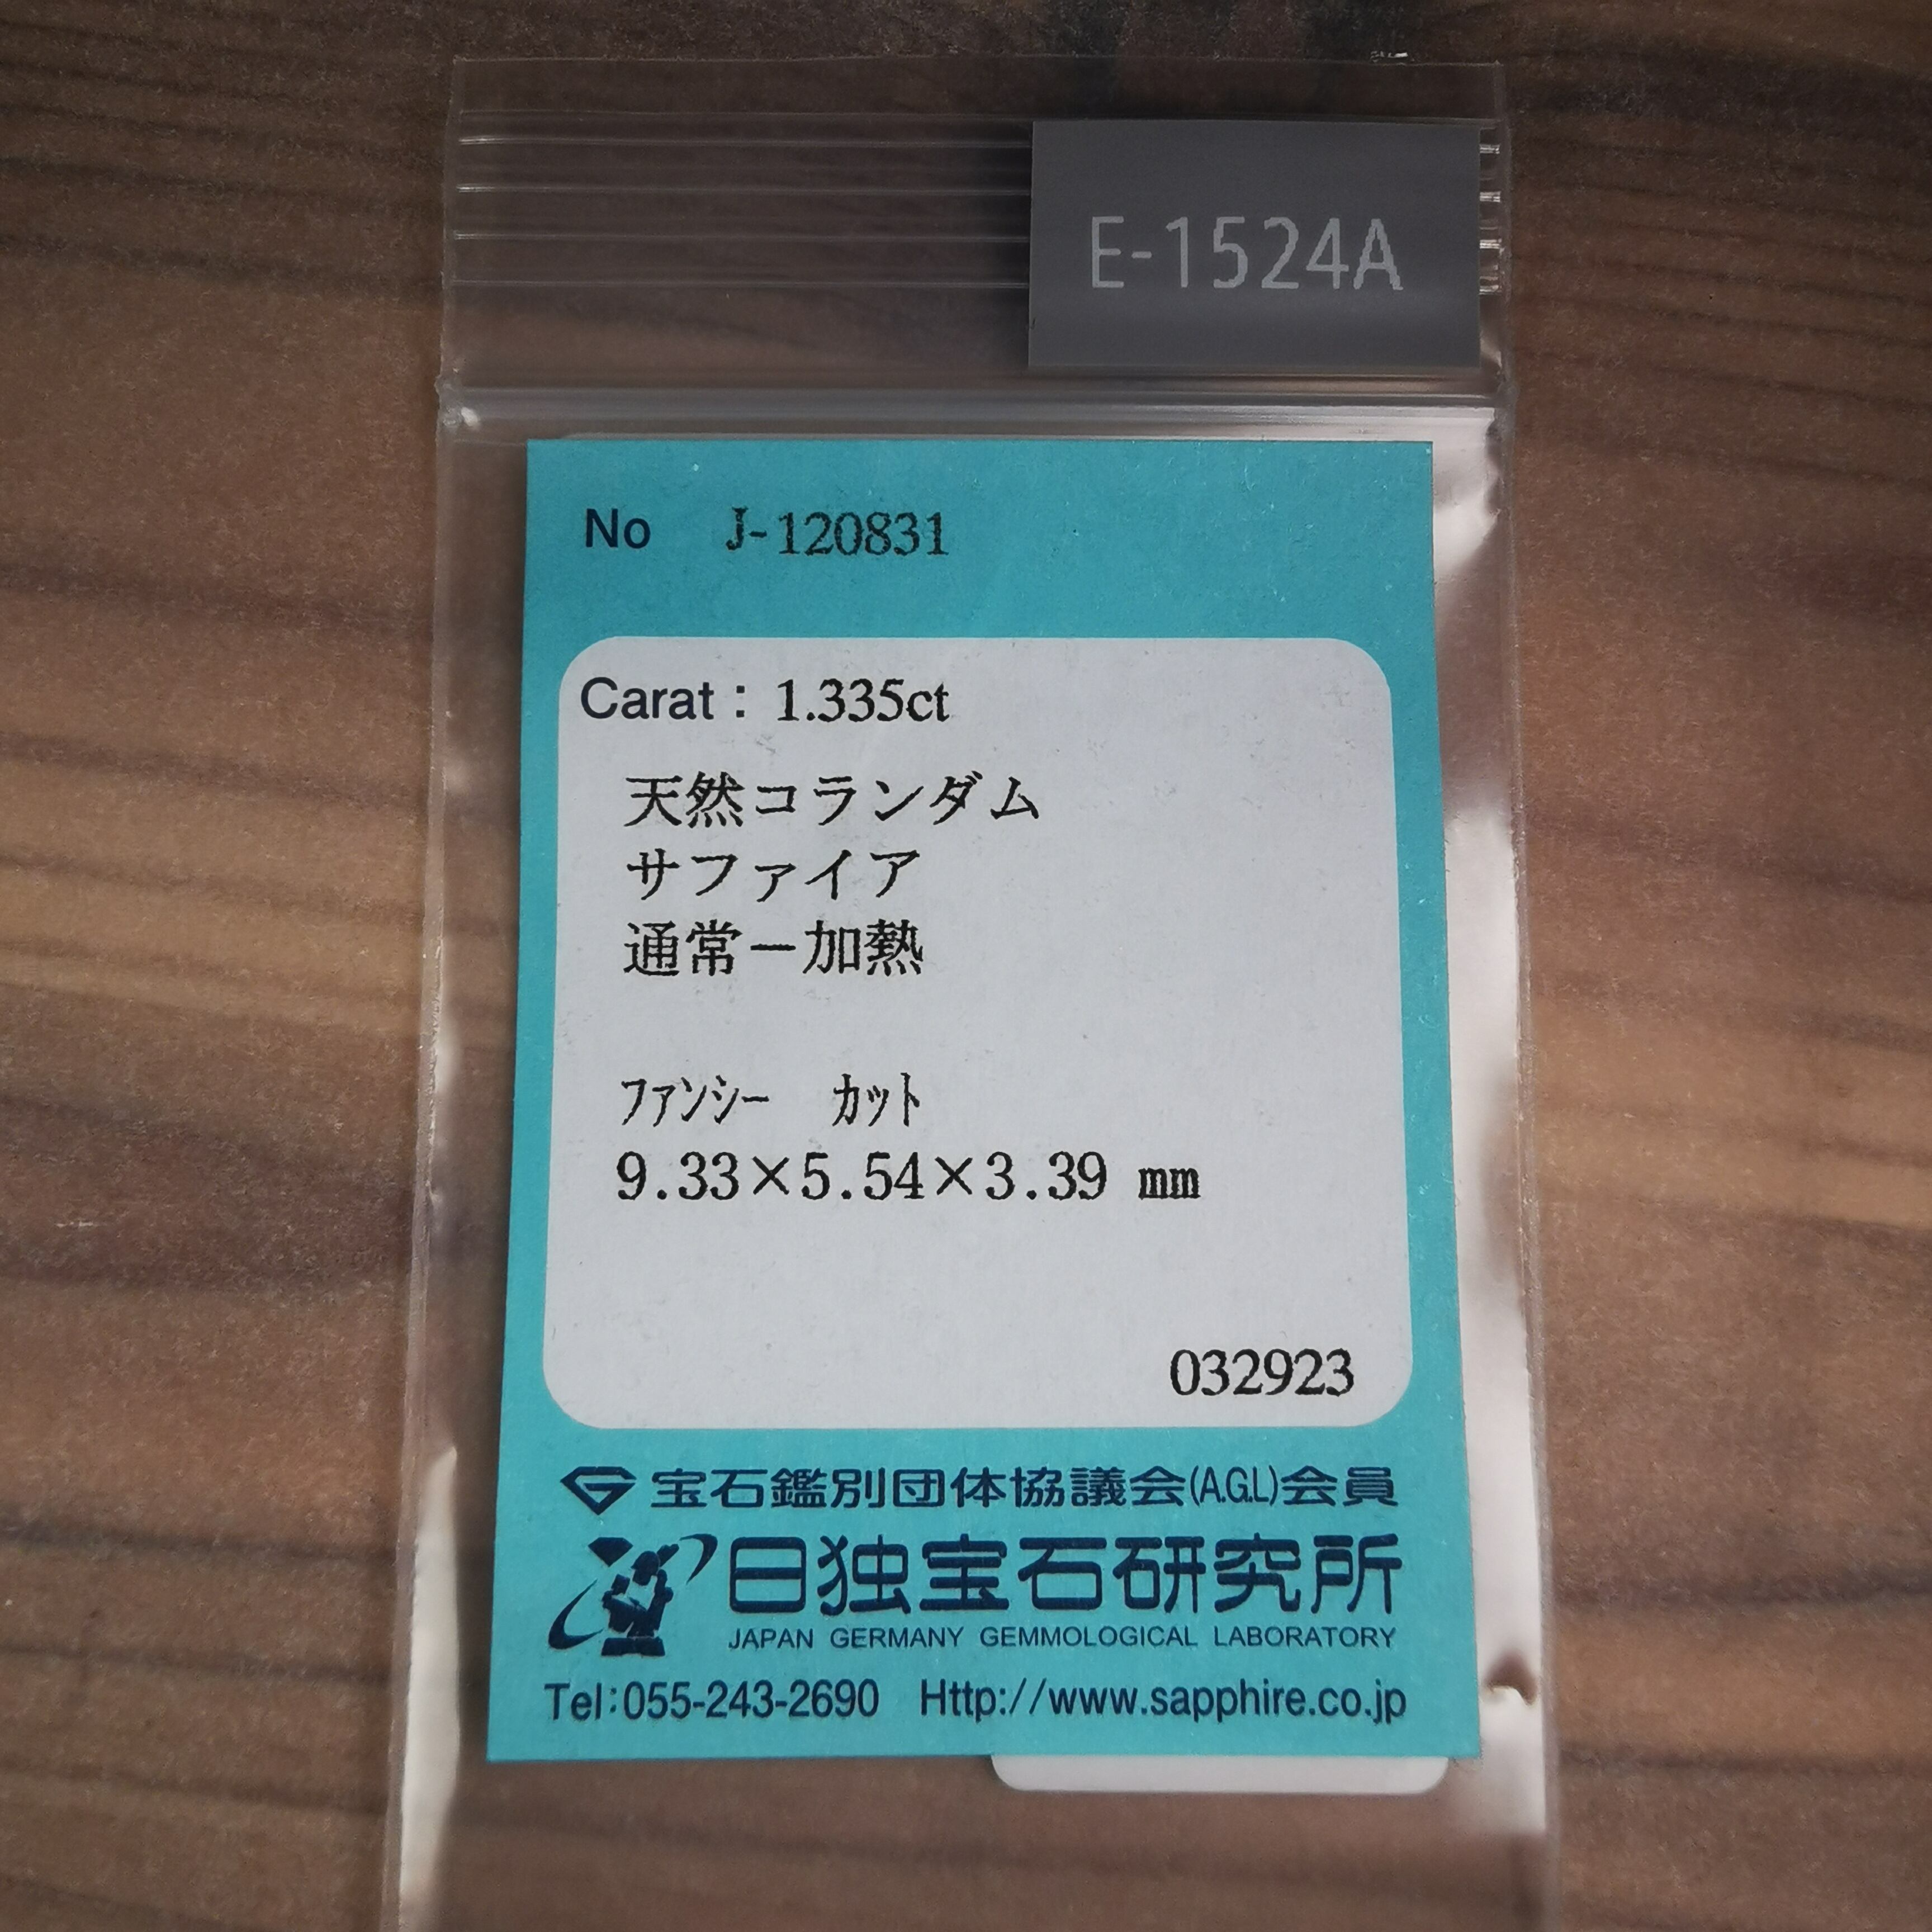 E-1524A
No J-120831
Carat : 1.335ct
天然コランダム
サファイア
通常－加熱
ﾌｧﾝｼｰ ｶｯﾄ
9.33×5.54×3.39 mm
032923
宝石鑑別団体協議会(A.G.L)会員
日独宝石研究所
JAPAN GERMANY GEMMOLOGICAL LABORATORY
Tel:055-243-2690 Http://www.sapphire.co.jp